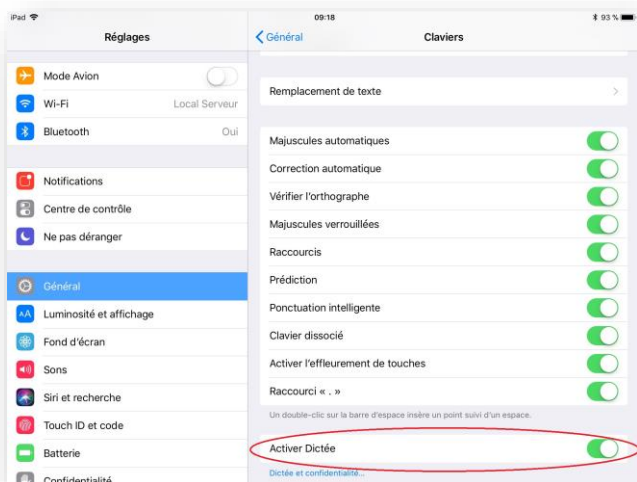 iPad 09:18 93 %
Réglages
Général Claviers
Mode Avion
Wi-Fi Local Serveur
Bluetooth Oui
Notifications
Centre de contrôle
Ne pas déranger
Général
Luminosité et affichage
Fond d'écran
Sons
Siri et recherche
Touch ID et code
Batterie
Confidentialité
Remplacement de texte
Majuscules automatiques
Correction automatique
Vérifier l'orthographe
Majuscules verrouillées
Raccourcis
Prédiction
Ponctuation intelligente
Clavier dissocié
Activer l'effleurement de touches
Raccourci « . »
Un double-clic sur la barre d'espace insère un point suivi d'un espace.
Activer Dictée
Dictée et confidentialité...